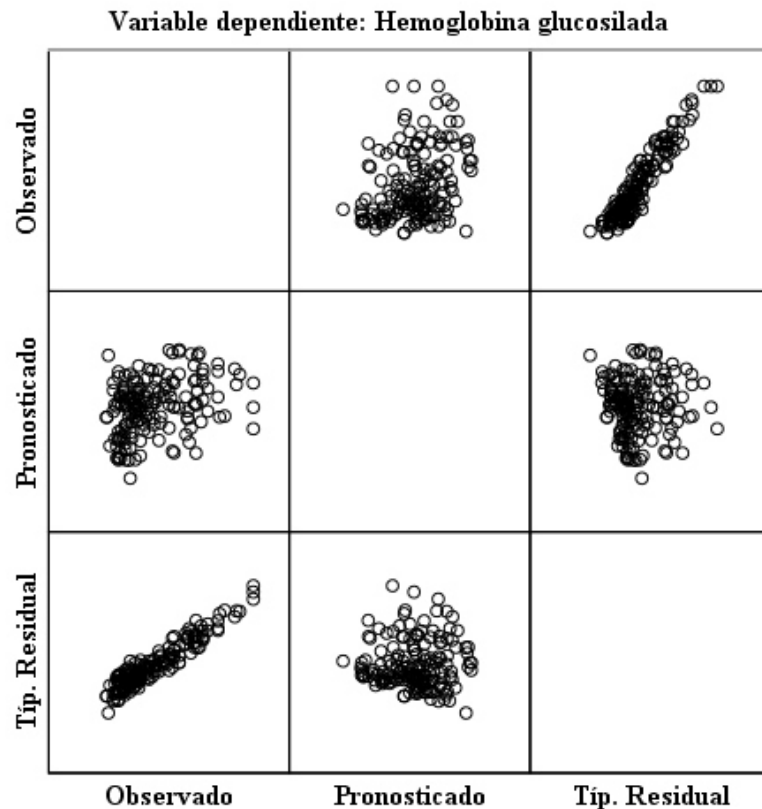 Variable dependiente: Hemoglobina glucosilada
Observado
Pronosticado
Típ. Residual
Observado
Pronosticado
Típ. Residual